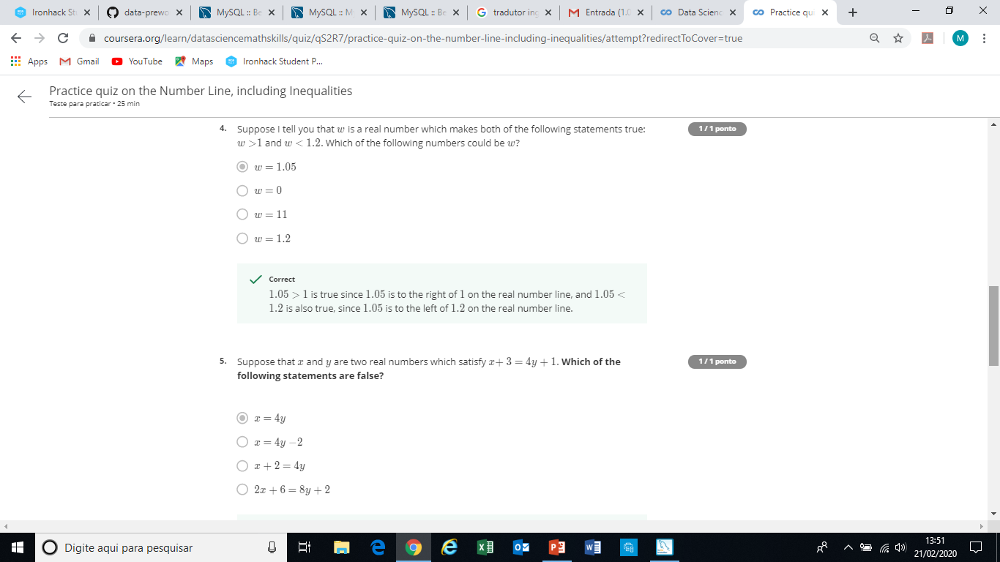 Ironhack St
data-prewo
MySQL :: Be
MySQL :: M
MySQL :: Be
tradutor ing
Entrada (1.0
Data Scienc
Practice qu
coursera.org/learn/datasciencemathskills/quiz/qS2R7/practice-quiz-on-the-number-line-including-inequalities/attempt?redirectToCover=true
M
Apps
Gmail
YouTube
Maps
Ironhack Student P...
Practice quiz on the Number Line, including Inequalities
Teste para praticar • 25 min
4. Suppose I tell you that w is a real number which makes both of the following statements true:
w >1 and w < 1.2. Which of the following numbers could be w?
1 / 1 ponto
w = 1.05
w = 0
w = 11
w = 1.2
Correct
1.05 > 1 is true since 1.05 is to the right of 1 on the real number line, and 1.05 <
1.2 is also true, since 1.05 is to the left of 1.2 on the real number line.
5. Suppose that x and y are two real numbers which satisfy x+ 3 = 4y + 1. Which of the
following statements are false?
1 / 1 ponto
x = 4y
x = 4y −2
x + 2 = 4y
2x + 6 = 8y + 2
Digite aqui para pesquisar
13:51
21/02/2020